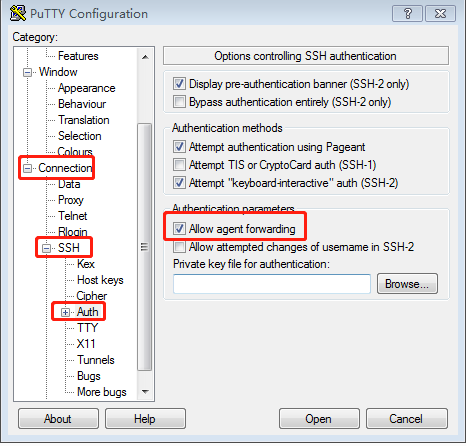 PuTTY Configuration
Category:
Features
Window
Appearance
Behaviour
Translation
Selection
Colours
Connection
Data
Proxy
Telnet
Rlogin
SSH
Kex
Host keys
Cipher
Auth
TTY
X11
Tunnels
Bugs
More bugs
Options controlling SSH authentication
Display pre-authentication banner (SSH-2 only)
Bypass authentication entirely (SSH-2 only)
Authentication methods
Attempt authentication using Pageant
Attempt TIS or CryptoCard auth (SSH-1)
Attempt "keyboard-interactive" auth (SSH-2)
Authentication parameters
Allow agent forwarding
Allow attempted changes of username in SSH-2
Private key file for authentication:
Browse...
About
Help
Open
Cancel